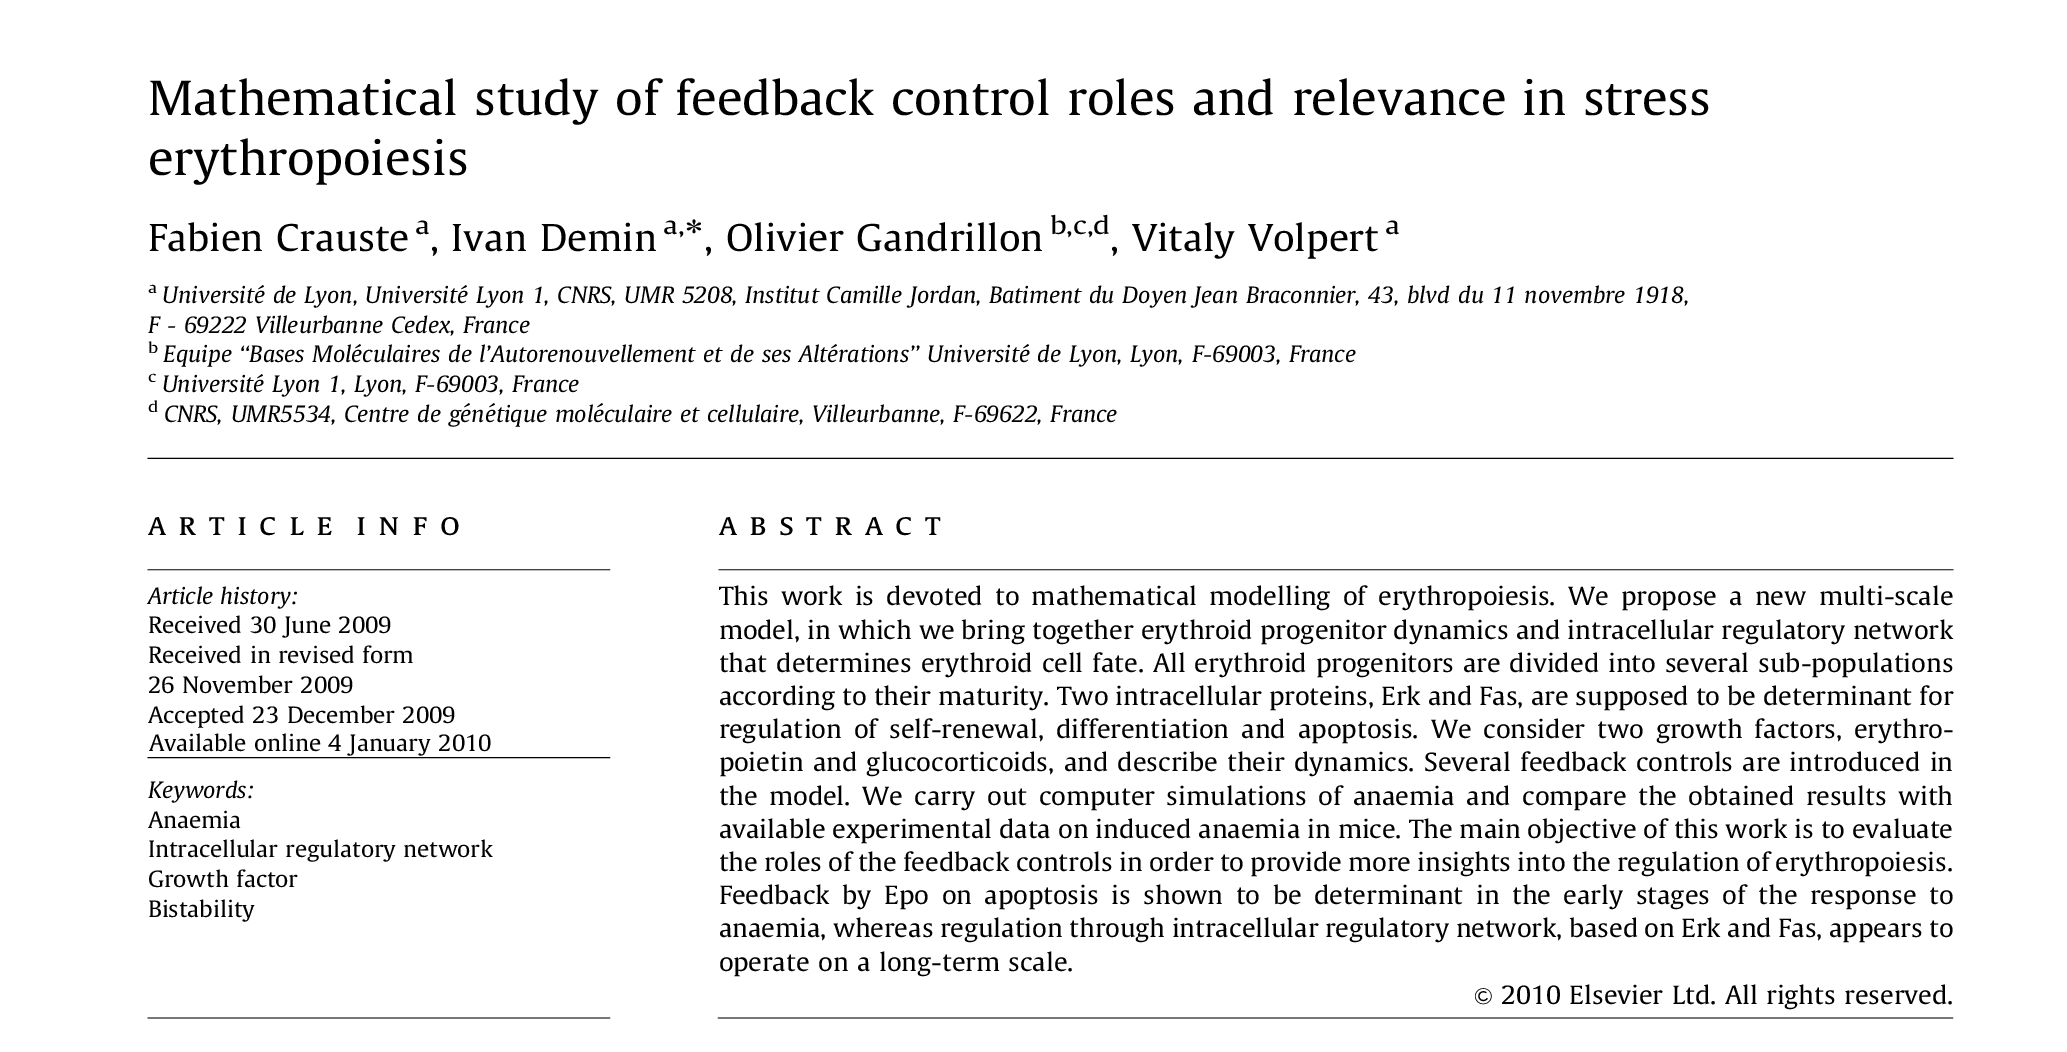 Mathematical study of feedback control roles and relevance in stress
erythropoiesis
Fabien Crauste a, Ivan Demin a,*, Olivier Gandrillon b,c,d, Vitaly Volpert a
a Université de Lyon, Université Lyon 1, CNRS, UMR 5208, Institut Camille Jordan, Batiment du Doyen Jean Braconnier, 43, blvd du 11 novembre 1918,
F - 69222 Villeurbanne Cedex, France
b Equipe “Bases Moléculaires de l’Autorenouvellement et de ses Altérations” Université de Lyon, Lyon, F-69003, France
c Université Lyon 1, Lyon, F-69003, France
d CNRS, UMR5534, Centre de génétique moléculaire et cellulaire, Villeurbanne, F-69622, France
ARTICLE INFO
Article history:
Received 30 June 2009
Received in revised form
26 November 2009
Accepted 23 December 2009
Available online 4 January 2010
Keywords:
Anaemia
Intracellular regulatory network
Growth factor
Bistability
ABSTRACT
This work is devoted to mathematical modelling of erythropoiesis. We propose a new multi-scale
model, in which we bring together erythroid progenitor dynamics and intracellular regulatory network
that determines erythroid cell fate. All erythroid progenitors are divided into several sub-populations
according to their maturity. Two intracellular proteins, Erk and Fas, are supposed to be determinant for
regulation of self-renewal, differentiation and apoptosis. We consider two growth factors, erythro-
poietin and glucocorticoids, and describe their dynamics. Several feedback controls are introduced in
the model. We carry out computer simulations of anaemia and compare the obtained results with
available experimental data on induced anaemia in mice. The main objective of this work is to evaluate
the roles of the feedback controls in order to provide more insights into the regulation of erythropoiesis.
Feedback by Epo on apoptosis is shown to be determinant in the early stages of the response to
anaemia, whereas regulation through intracellular regulatory network, based on Erk and Fas, appears to
operate on a long-term scale.
© 2010 Elsevier Ltd. All rights reserved.